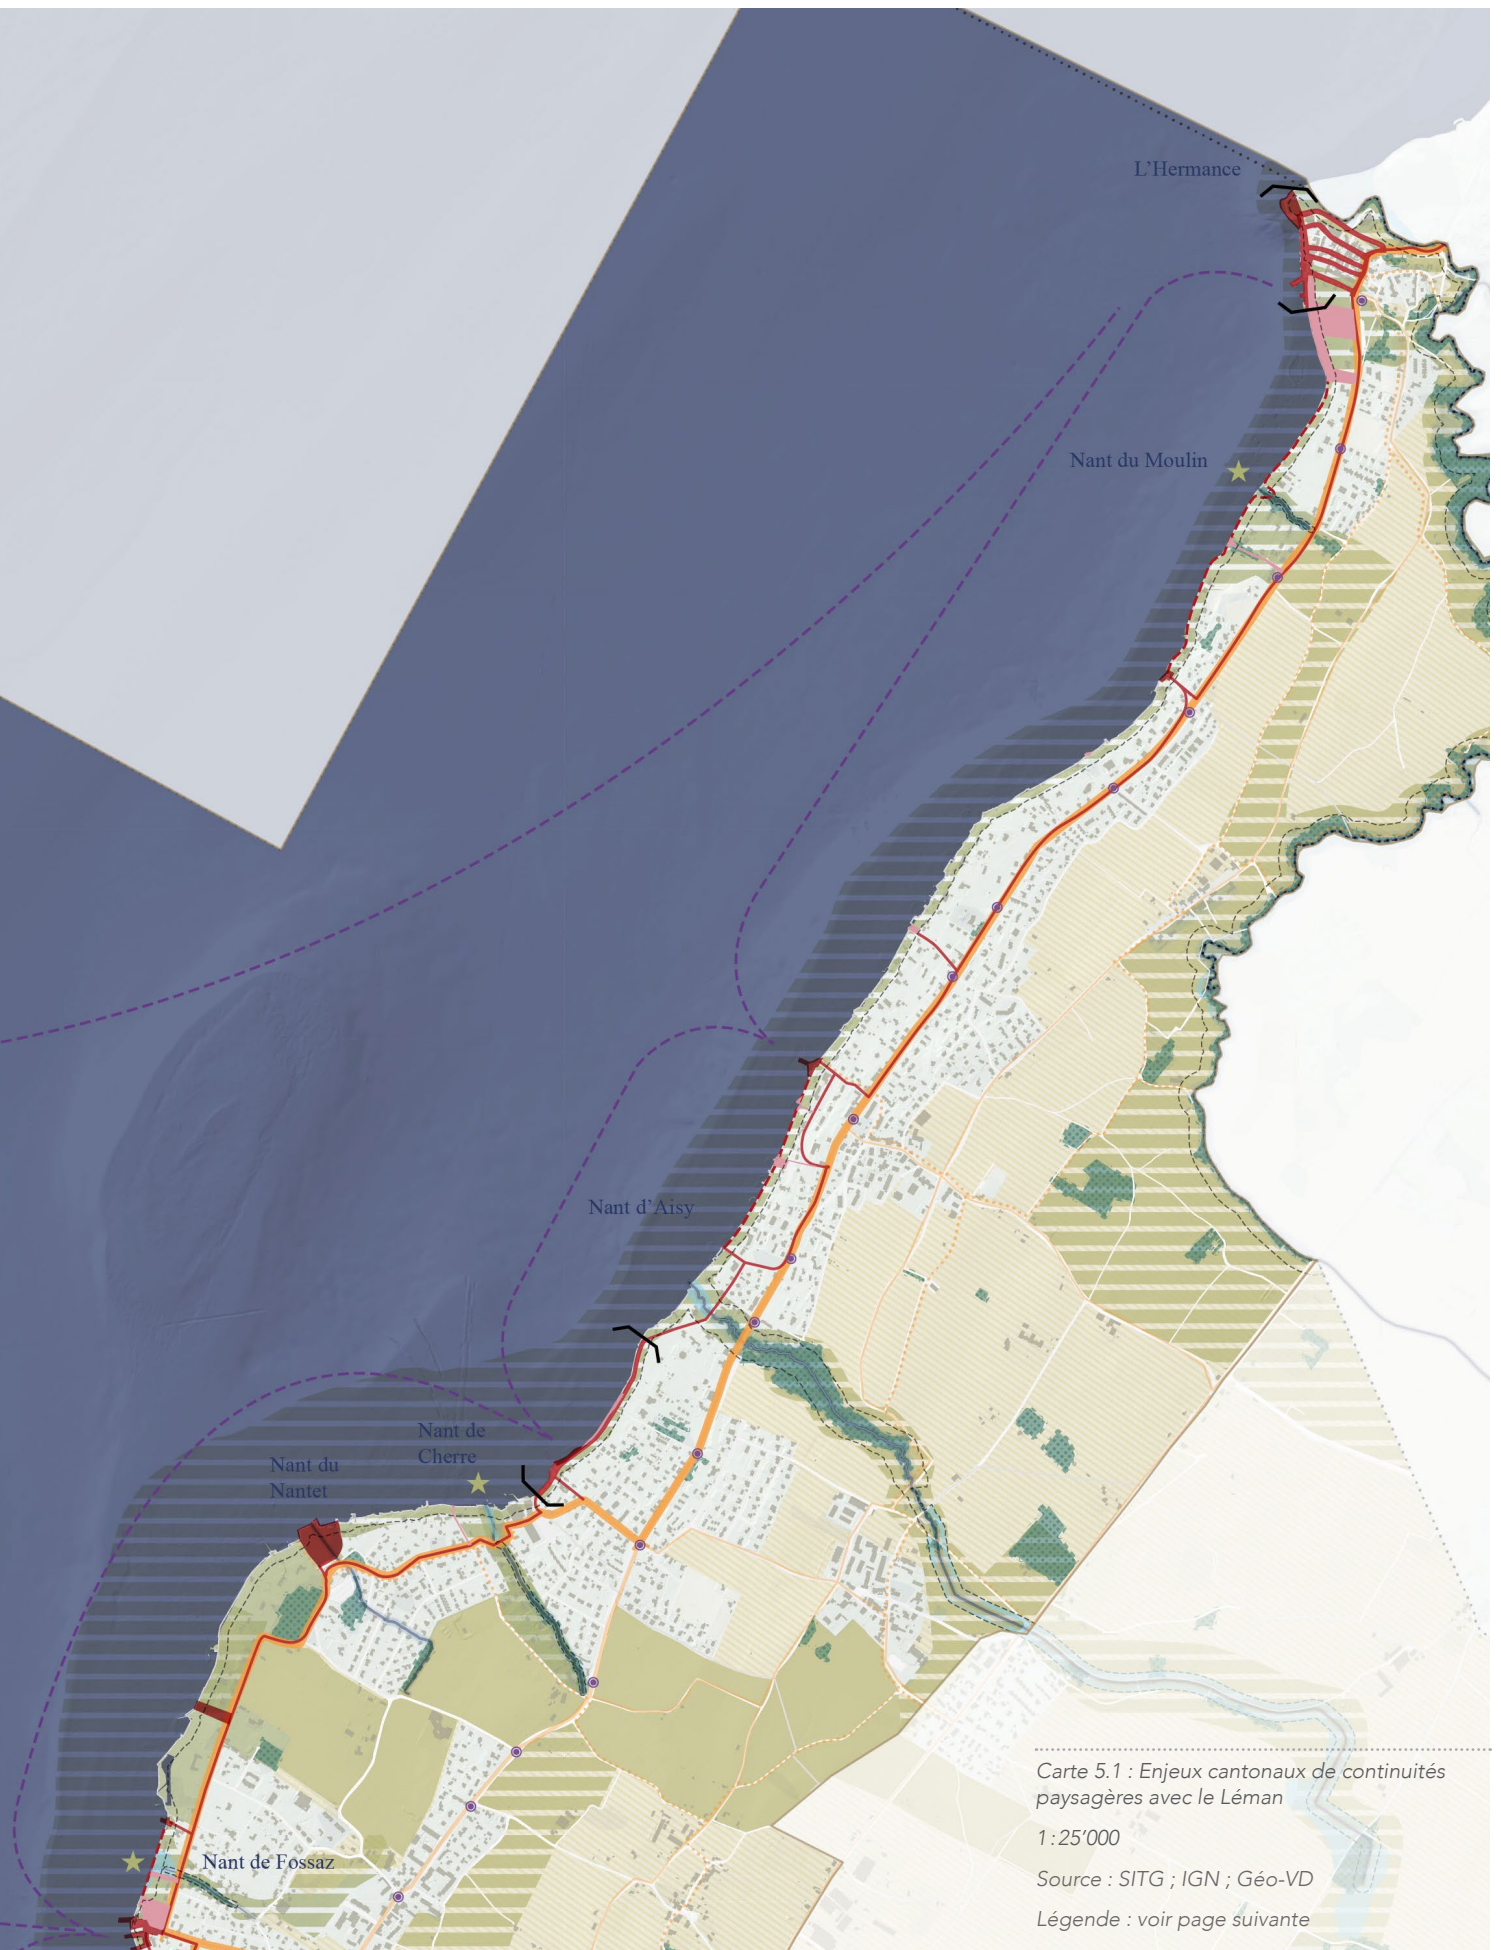 L'Hermance
Nant du Moulin
Nant d'Aisy
Nant de
Cherre
Nant du
Nantet
Nant de Fossaz
Carte 5.1 : Enjeux cantonaux de continuités
paysagères avec le Léman
1:25'000
Source : SITG ; IGN ; Géo-VD
Légende : voir page suivante